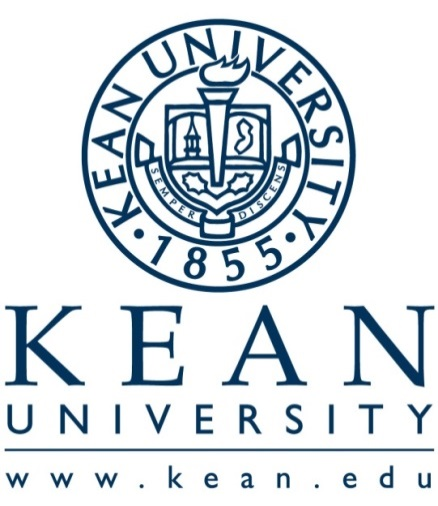 KEAN UNIVERSITY
SEMPER DISCENS
• 1855 •
KEAN
UNIVERSITY
www.kean.edu